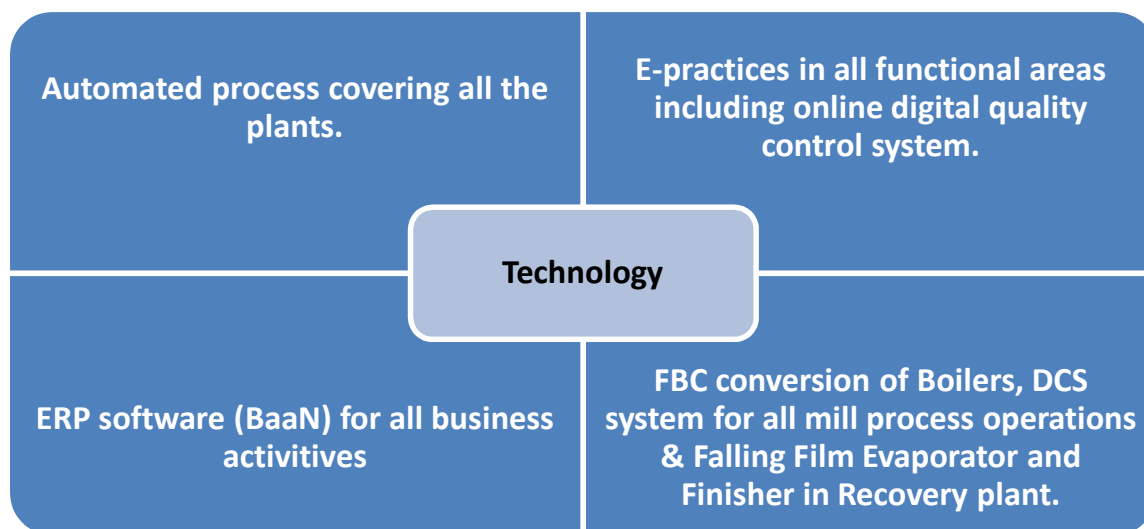 Automated process covering all the
plants.
E-practices in all functional areas
including online digital quality
control system.
Technology
ERP software (BaaN) for all business
activitives
FBC conversion of Boilers, DCS
system for all mill process operations
& Falling Film Evaporator and
Finisher in Recovery plant.